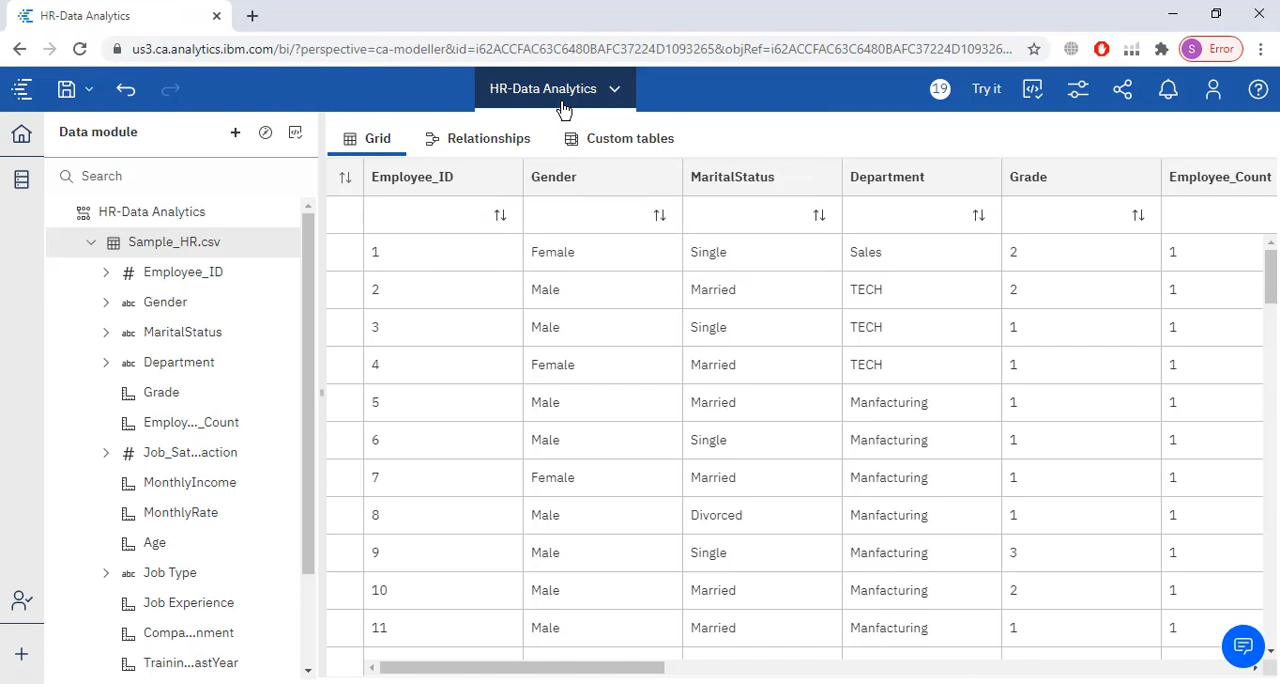 HR-Data Analytics
us3.ca.analytics.ibm.com/bi/?perspective=ca-modeller&id=i62ACCFAC63C6480BAFC37224D1093265&objRef=i62ACCFAC63C6480BAFC37224D109326...
S Error
HR-Data Analytics
19 Try it
Data module
Grid Relationships Custom tables
Search
HR-Data Analytics
Sample_HR.csv
# Employee_ID
abc Gender
abc MaritalStatus
abc Department
Grade
Employ..._Count
# Job_Sat...action
MonthlyIncome
MonthlyRate
Age
abc Job Type
Job Experience
Compa...nment
Trainin...astYear
Employee_ID Gender MaritalStatus Department Grade Employee_Count
1 Female Single Sales 2 1
2 Male Married TECH 2 1
3 Male Single TECH 1 1
4 Female Married TECH 1 1
5 Male Married Manfacturing 1 1
6 Male Single Manfacturing 1 1
7 Female Married Manfacturing 1 1
8 Male Divorced Manfacturing 1 1
9 Male Single Manfacturing 3 1
10 Male Married Manfacturing 2 1
11 Male Married Manfacturing 1 1